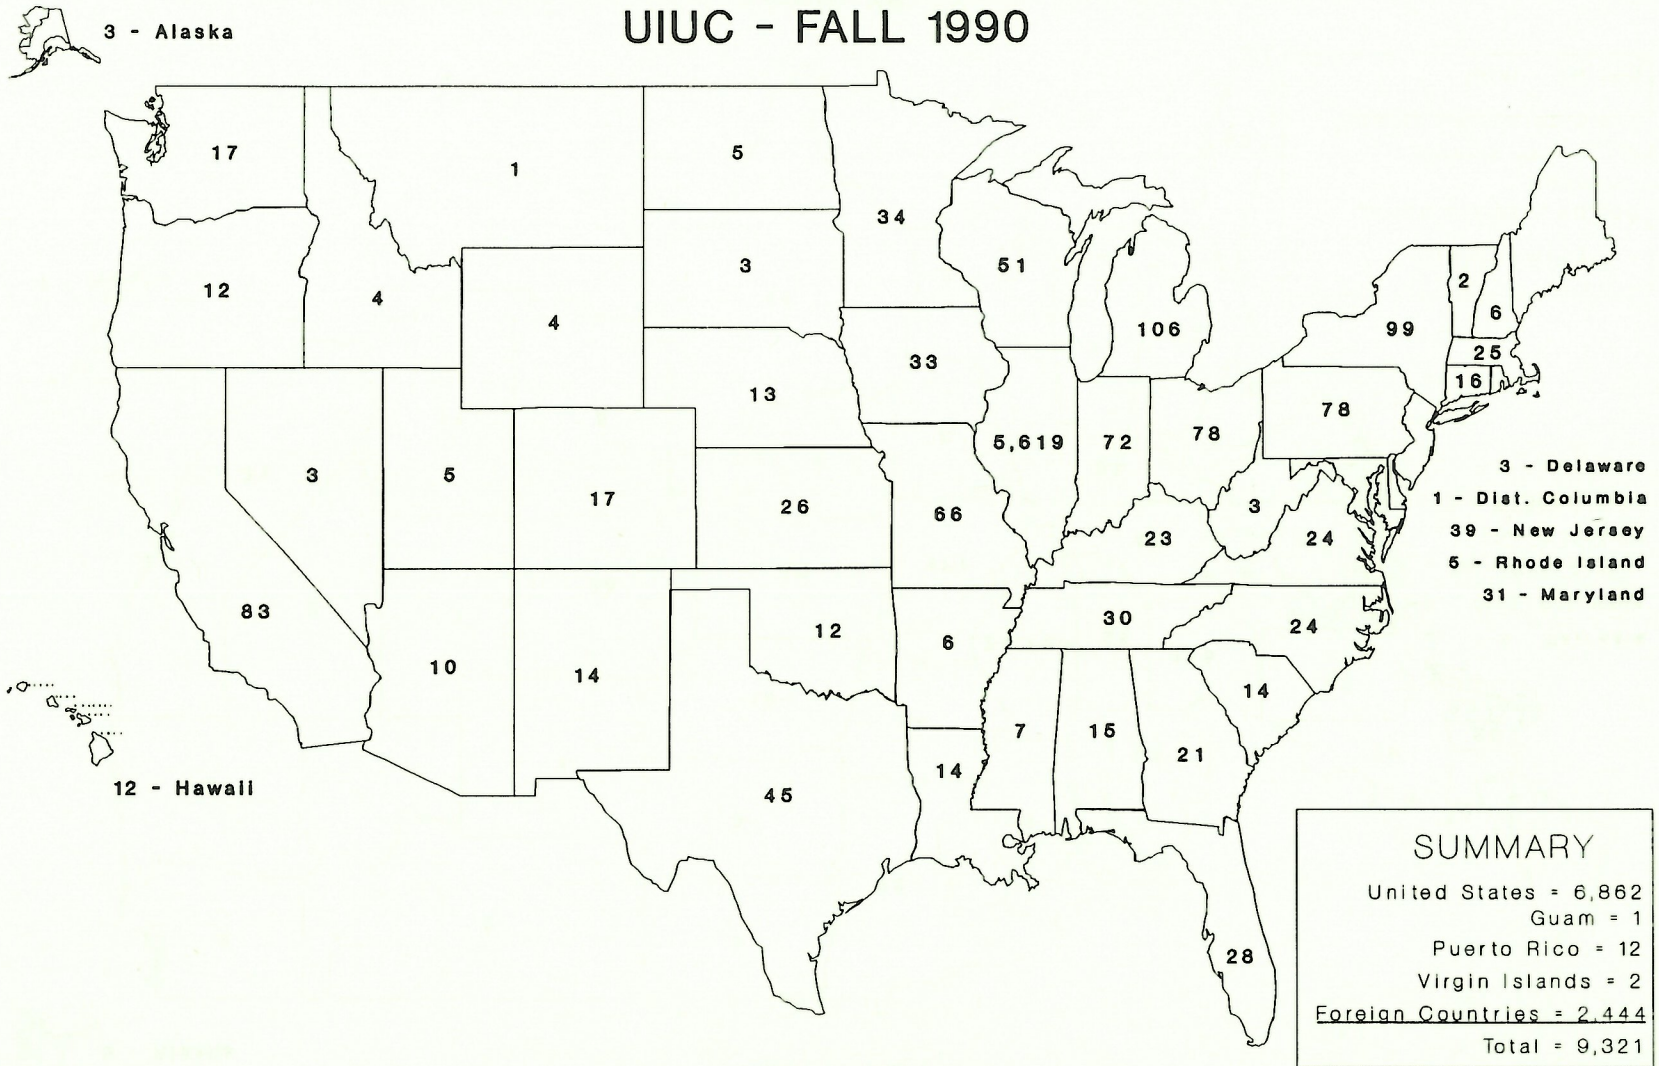 UIUC - FALL 1990
3 - Alaska
17
1
5
34
51
106
2
6
99
25
16
12
4
4
3
33
13
78
5,619
72
78
3
5
17
26
66
23
3
24
3 - Delaware
1 - Dist. Columbia
39 - New Jersey
5 - Rhode Island
31 - Maryland
83
10
14
12
6
30
24
14
7
15
21
14
45
28
12 - Hawaii
SUMMARY
United States = 6,862
Guam = 1
Puerto Rico = 12
Virgin Islands = 2
Foreign Countries = 2,444
Total = 9,321